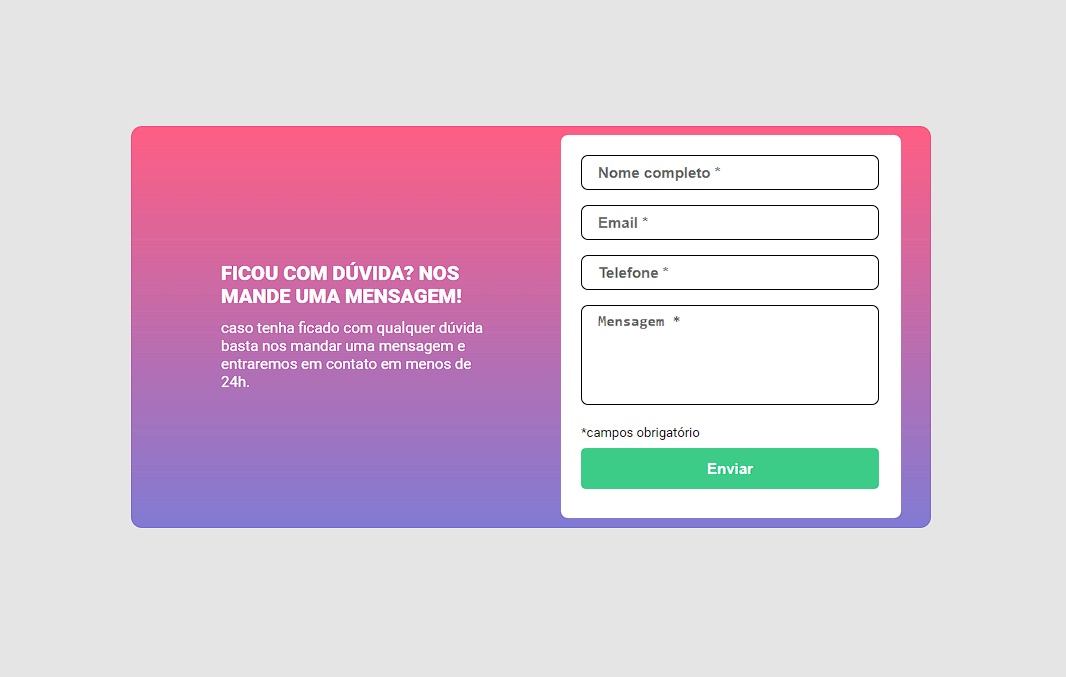 FICOU COM DÚVIDA? NOS
MANDE UMA MENSAGEM!
caso tenha ficado com qualquer dúvida
basta nos mandar uma mensagem e
entraremos em contato em menos de
24h.
Nome completo *
Email *
Telefone *
Mensagem *
*campos obrigatório
Enviar